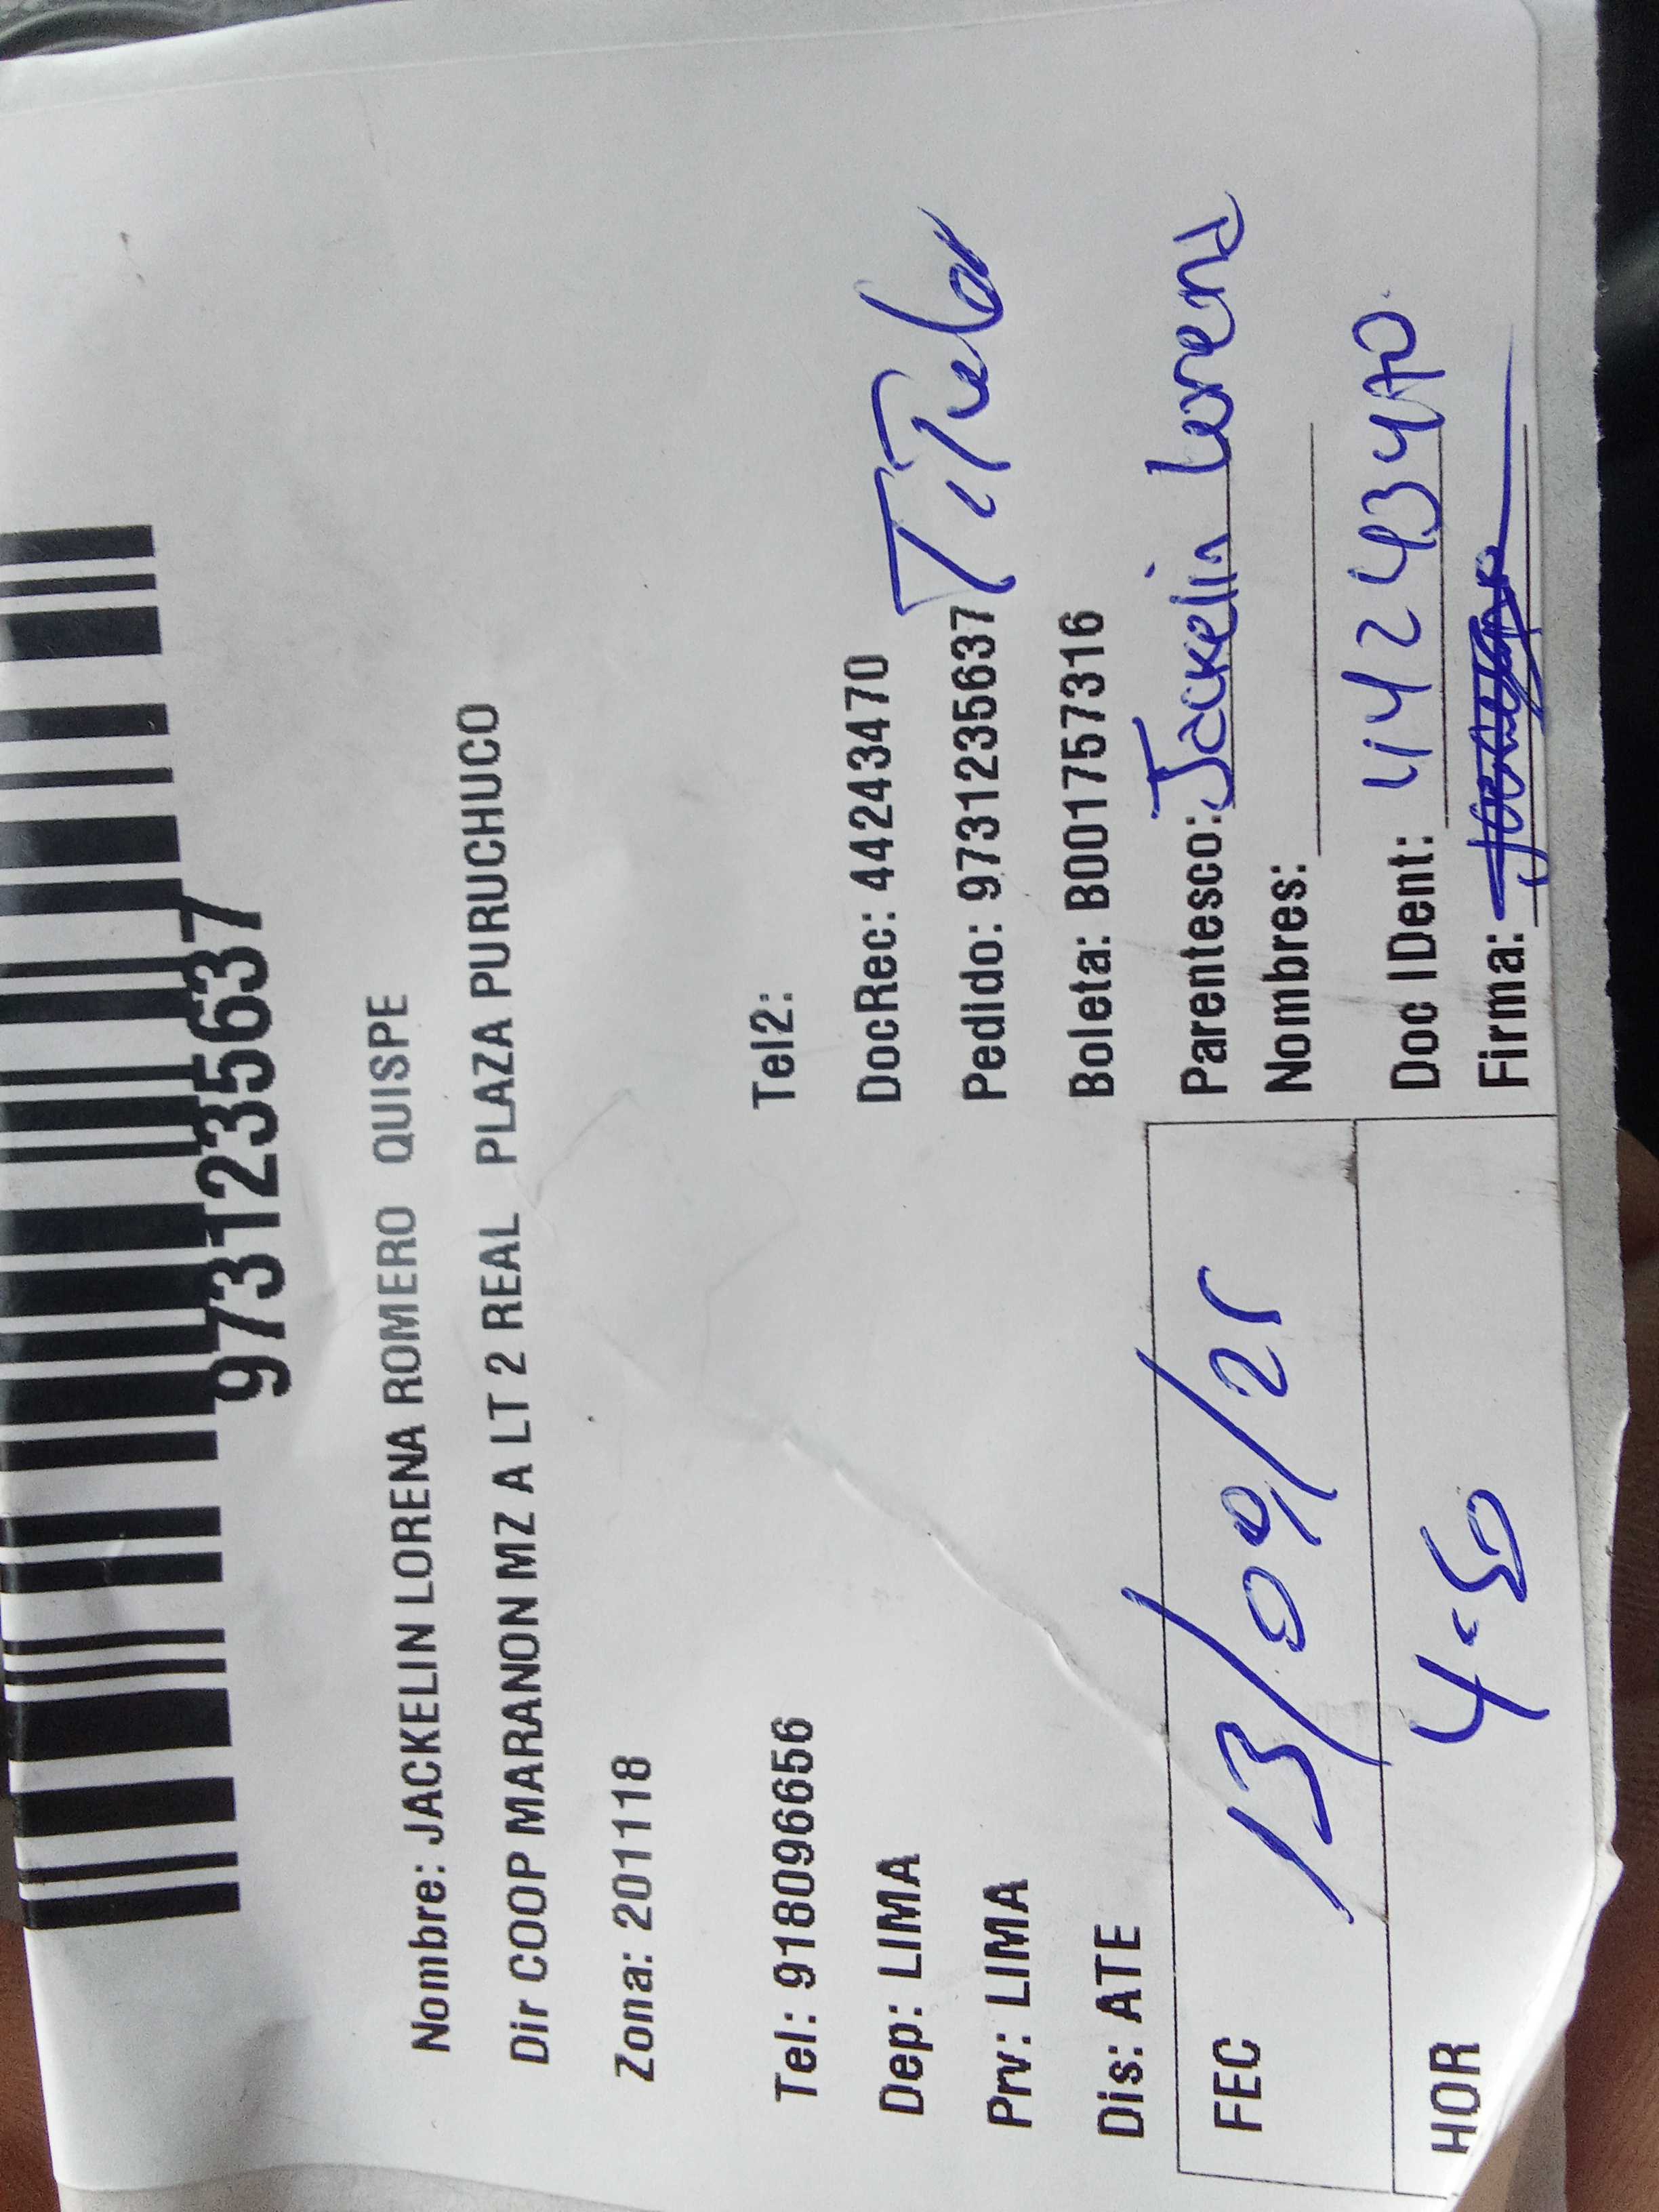 9731235637
Nombre: JACKELIN LORENA ROMERO QUISPE
Dir COOP MARANON MZ A LT 2 REAL PLAZA PURUCHUCO
Zona: 201118
Tel: 918096656 Tel2:
Dep: LIMA DocRec: 44243470
Prv: LIMA Pedido: 9731235637 Titular
Dis: ATE Boleta: B001757316
FEC 13/09/25 Parentesco: Jackelin Lorena
Nombres:
HOR 4:50 Doc IDent: 44243470
Firma: